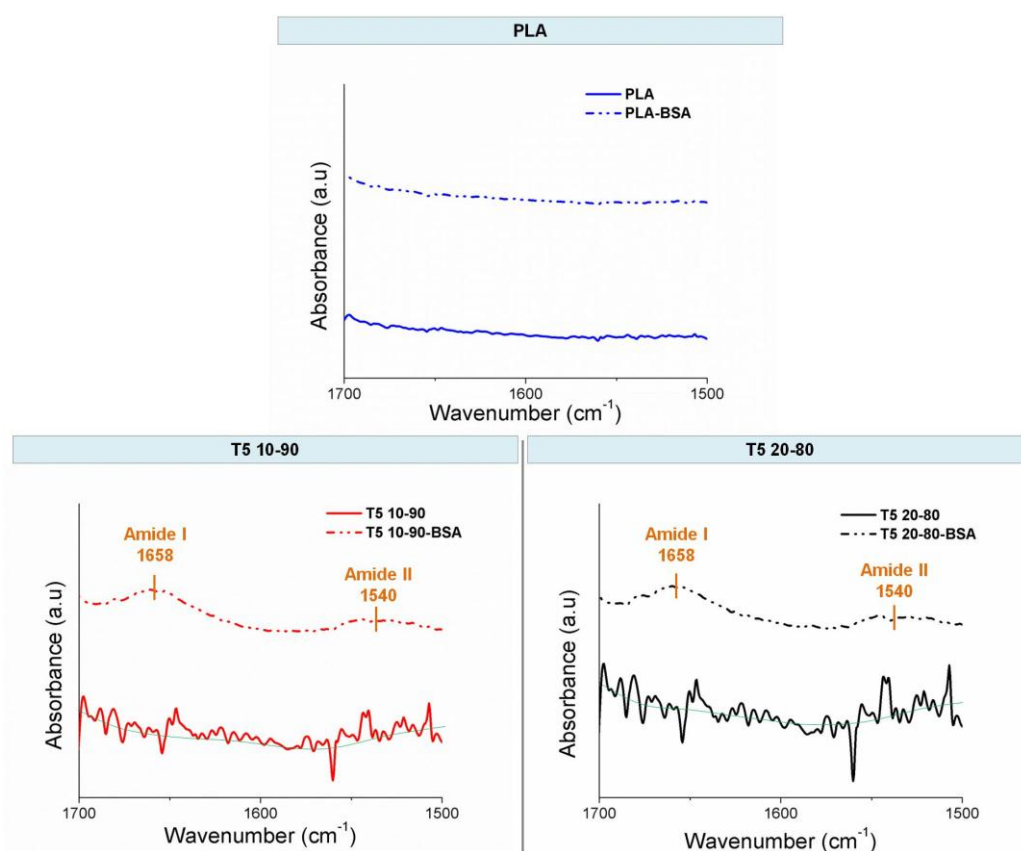 PLA
PLA
PLA-BSA
Absorbance (a.u)
1700
1600
1500
Wavenumber (cm-1)
T5 10-90
T5 10-90
T5 10-90-BSA
Amide I
1658
Amide II
1540
Absorbance (a.u)
1700
1600
1500
Wavenumber (cm-1)
T5 20-80
T5 20-80
T5 20-80-BSA
Amide I
1658
Amide II
1540
Absorbance (a.u)
1700
1600
1500
Wavenumber (cm-1)